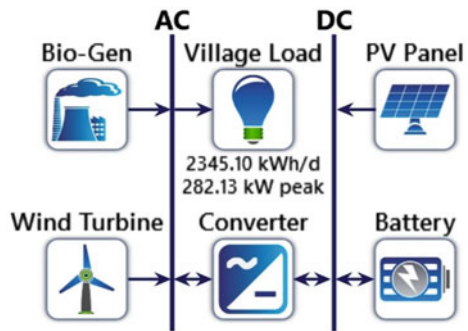 AC DC
Bio-Gen Village Load PV Panel
2345.10 kWh/d
282.13 kW peak
Wind Turbine Converter Battery